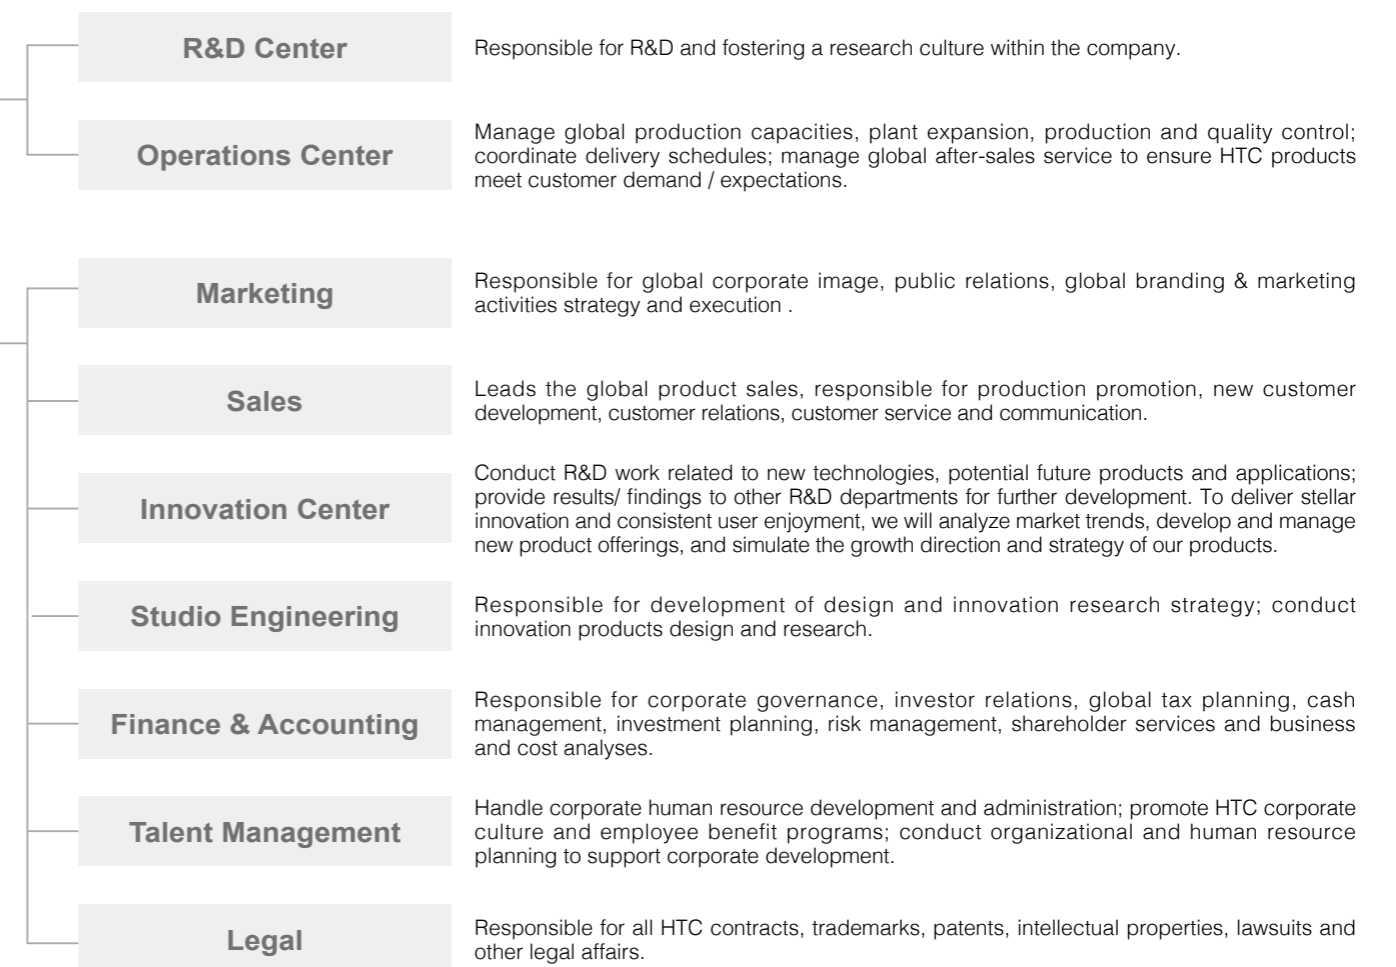 R&D Center
Responsible for R&D and fostering a research culture within the company.
Operations Center
Manage global production capacities, plant expansion, production and quality control;
coordinate delivery schedules; manage global after-sales service to ensure HTC products
meet customer demand / expectations.
Marketing
Responsible for global corporate image, public relations, global branding & marketing
activities strategy and execution .
Sales
Leads the global product sales, responsible for production promotion, new customer
development, customer relations, customer service and communication.
Innovation Center
Conduct R&D work related to new technologies, potential future products and applications;
provide results/ findings to other R&D departments for further development. To deliver stellar
innovation and consistent user enjoyment, we will analyze market trends, develop and manage
new product offerings, and simulate the growth direction and strategy of our products.
Studio Engineering
Responsible for development of design and innovation research strategy; conduct
innovation products design and research.
Finance & Accounting
Responsible for corporate governance, investor relations, global tax planning, cash
management, investment planning, risk management, shareholder services and business
and cost analyses.
Talent Management
Handle corporate human resource development and administration; promote HTC corporate
culture and employee benefit programs; conduct organizational and human resource
planning to support corporate development.
Legal
Responsible for all HTC contracts, trademarks, patents, intellectual properties, lawsuits and
other legal affairs.